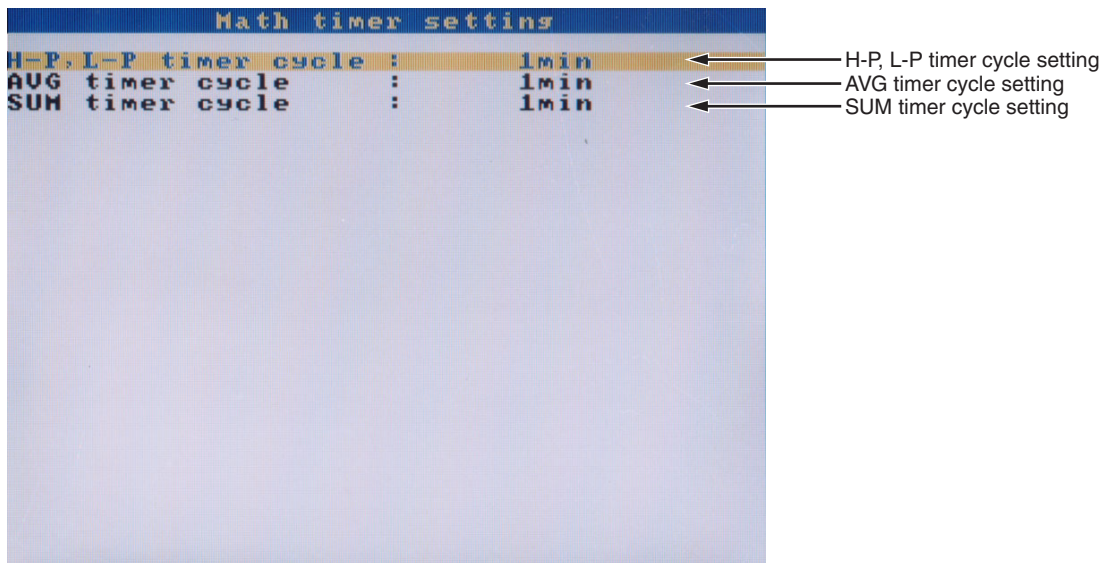 Math timer setting
H-P,L-P timer cycle : 1min
H-P, L-P timer cycle setting
AVG timer cycle : 1min
AVG timer cycle setting
SUM timer cycle : 1min
SUM timer cycle setting